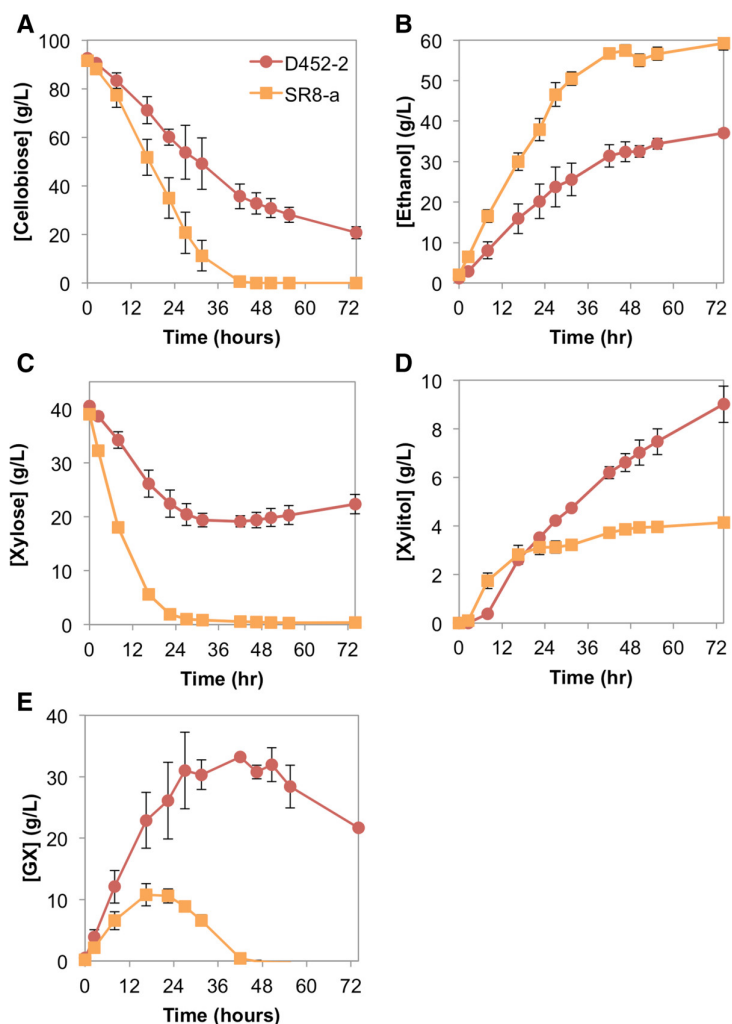 A
B
100
80
60
40
20
0
[Cellobiose] (g/L)
D452-2
SR8-a
0 12 24 36 48 60 72
Time (hours)
60
50
40
30
20
10
0
[Ethanol] (g/L)
0 12 24 36 48 60 72
Time (hr)
C
D
40
30
20
10
0
[Xylose] (g/L)
0 12 24 36 48 60 72
Time (hr)
10
8
6
4
2
0
[Xylitol] (g/L)
0 12 24 36 48 60 72
Time (hr)
E
40
30
20
10
0
[GX] (g/L)
0 12 24 36 48 60 72
Time (hours)